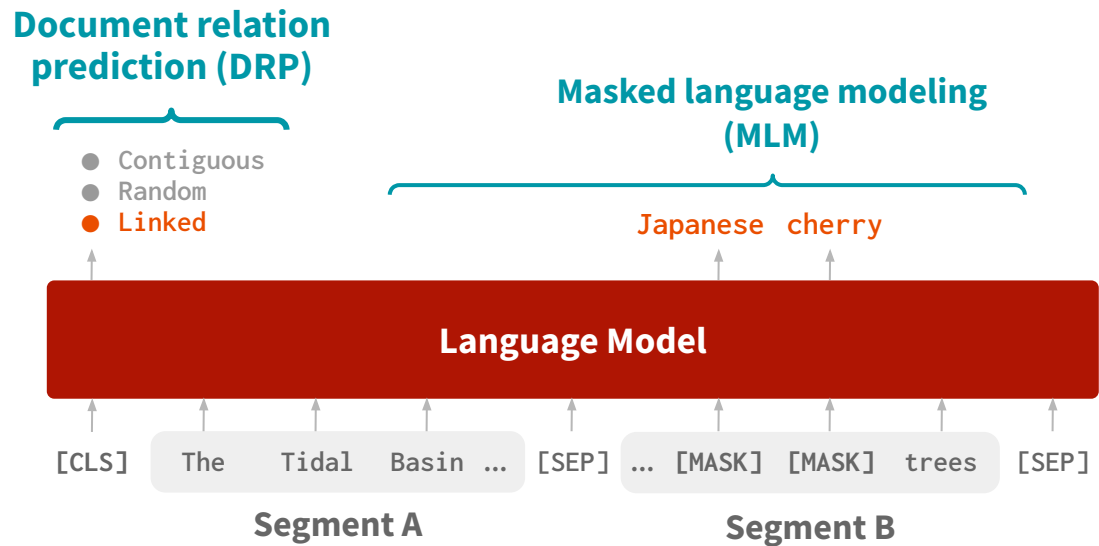 Document relation
prediction (DRP)
Masked language modeling
(MLM)
Contiguous
Random
Linked
Japanese cherry
Language Model
[CLS] The Tidal Basin ... [SEP] ... [MASK] [MASK] trees [SEP]
Segment A Segment B